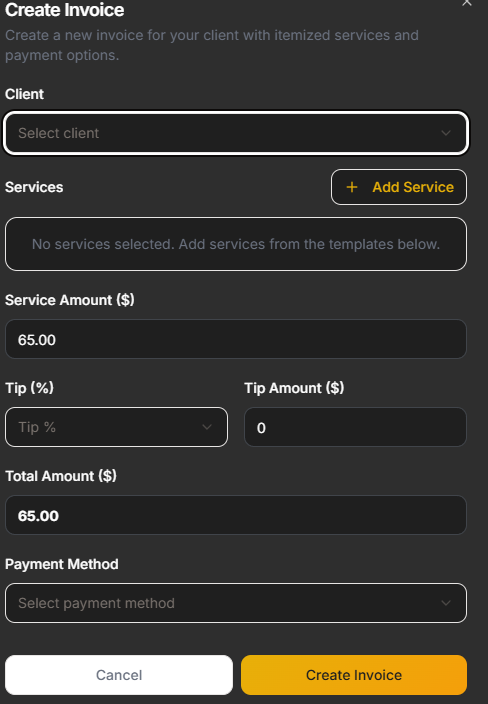 Create Invoice
Create a new invoice for your client with itemized services and
payment options.
Client
Select client
Services
+ Add Service
No services selected. Add services from the templates below.
Service Amount ($)
65.00
Tip (%)
Tip Amount ($)
Tip %
0
Total Amount ($)
65.00
Payment Method
Select payment method
Cancel
Create Invoice